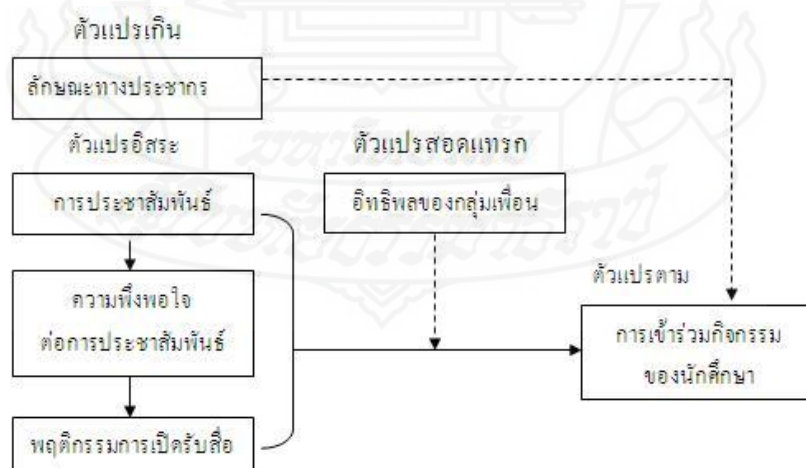 ตัวแปรเกิน
ลักษณะทางประชากร
ตัวแปรอิสระ
ตัวแปรสอดแทรก
การประชาสัมพันธ์
อิทธิพลของกลุ่มเพื่อน
ความพึงพอใจ
ต่อการประชาสัมพันธ์
ตัวแปรตาม
การเข้าร่วมกิจกรรม
ของนักศึกษา
พฤติกรรมการเปิดรับสื่อ